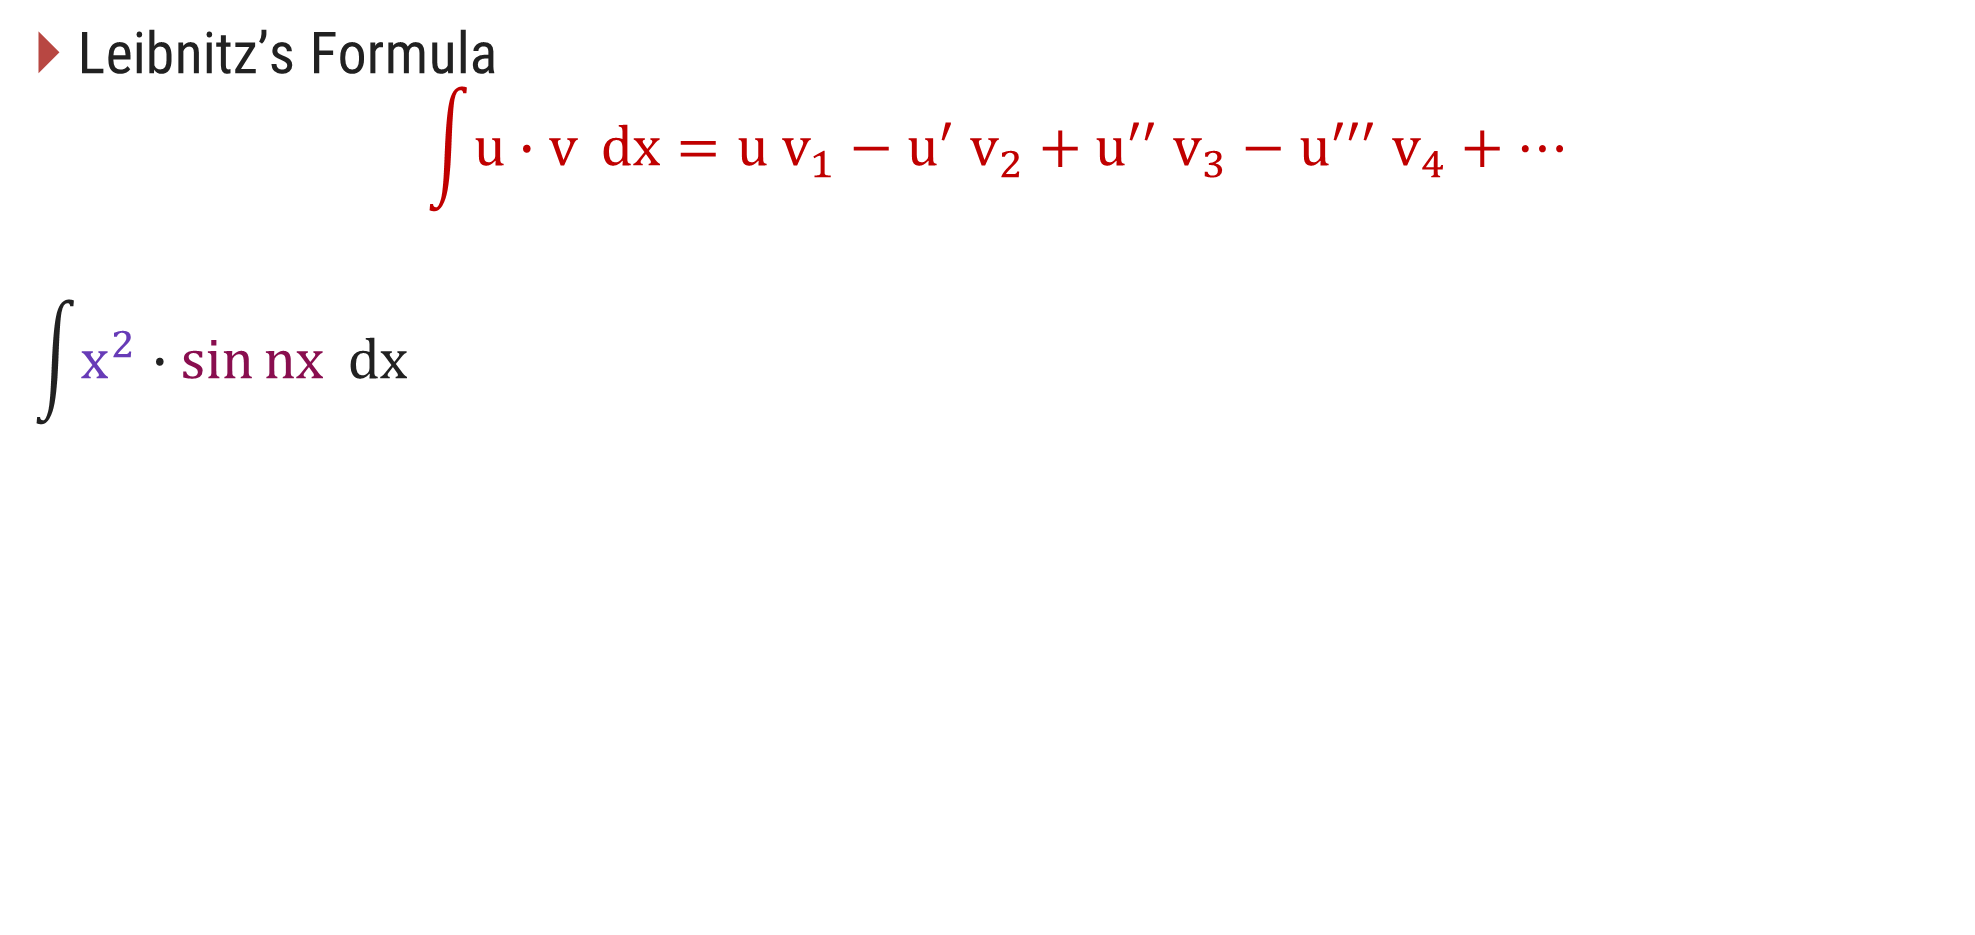 Leibnitz’s Formula
∫ u · v dx = u v₁ − u′ v₂ + u′′ v₃ − u′′′ v₄ + ⋯
∫ x² · sin nx dx